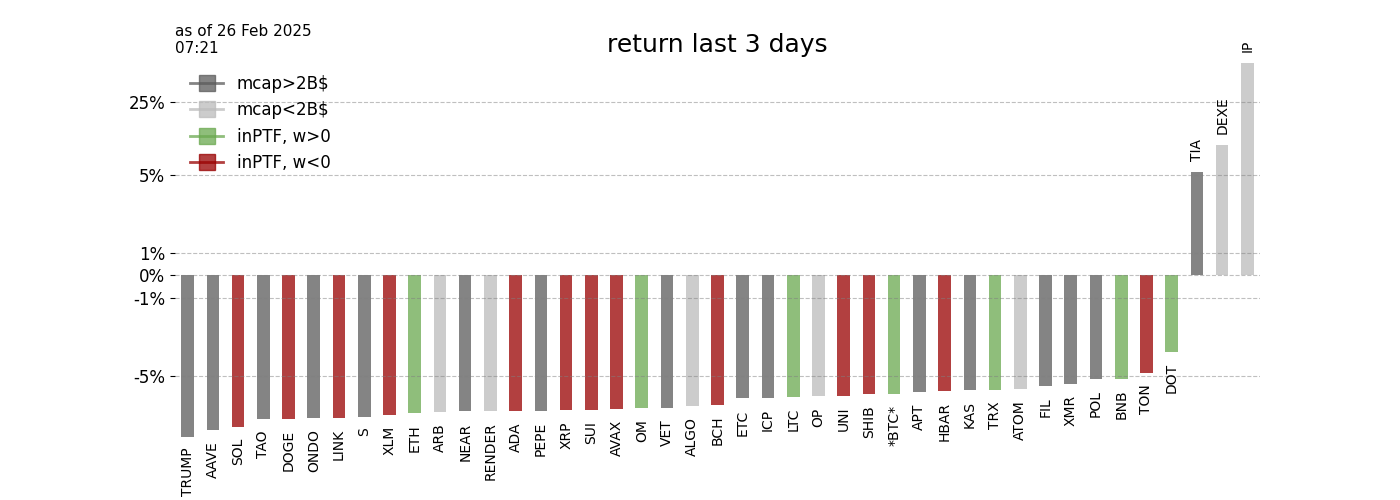 as of 26 Feb 2025
07:21
return last 3 days
mcap>2B$
mcap<2B$
inPTF, w>0
inPTF, w<0
25%
5%
1%
0%
-1%
-5%
TRUMP
AAVE
SOL
TAO
DOGE
ONDO
LINK
S
XLM
ETH
ARB
NEAR
RENDER
ADA
PEPE
XRP
SUI
AVAX
OM
VET
ALGO
BCH
ETC
ICP
LTC
OP
UNI
SHIB
*BTC*
APT
HBAR
KAS
TRX
ATOM
FIL
XMR
POL
BNB
TON
DOT
TIA
DEXE
IP